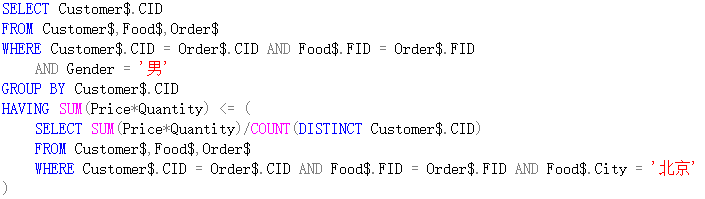 SELECT Customer$.CID
FROM Customer$,Food$,Order$
WHERE Customer$.CID = Order$.CID AND Food$.FID = Order$.FID
    AND Gender = '男'
GROUP BY Customer$.CID
HAVING SUM(Price*Quantity) <= (
    SELECT SUM(Price*Quantity)/COUNT(DISTINCT Customer$.CID)
    FROM Customer$,Food$,Order$
    WHERE Customer$.CID = Order$.CID AND Food$.FID = Order$.FID AND Food$.City = '北京'
)